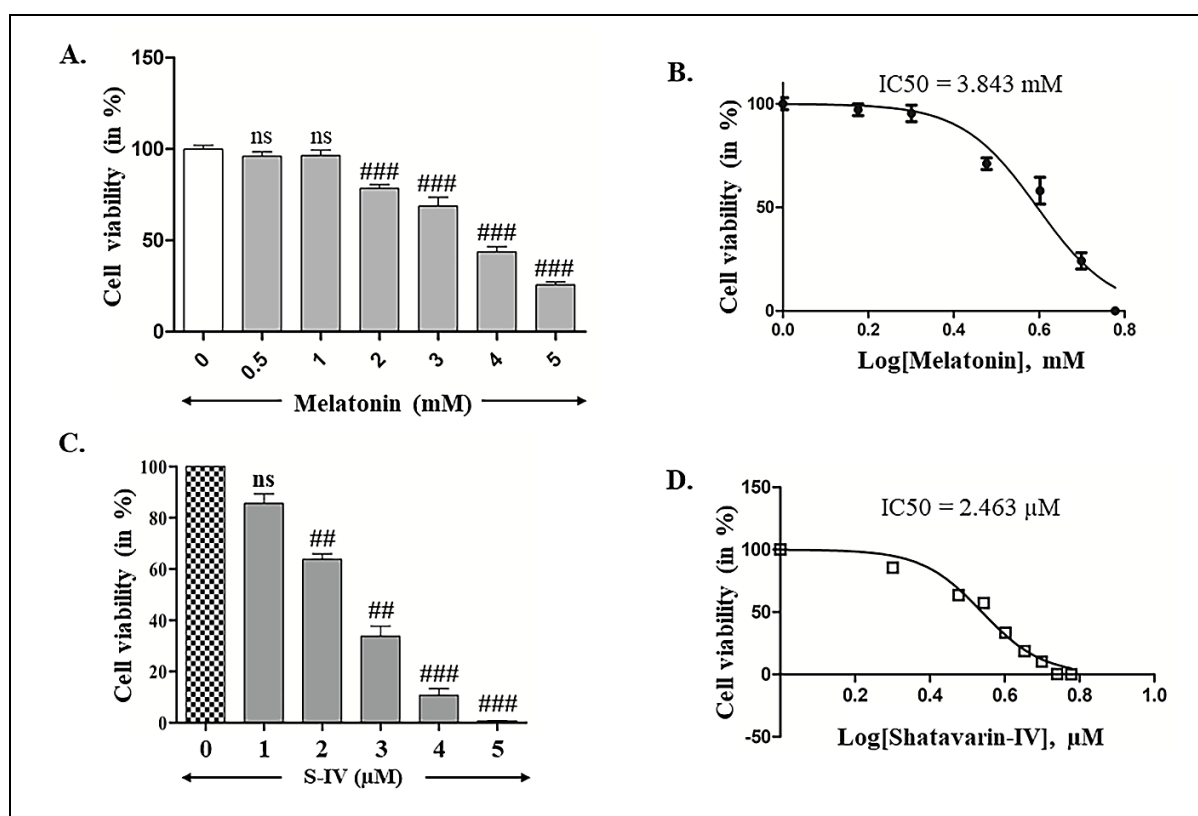 A.
150
100
50
0
Cell viability (in %)
ns
ns
###
###
###
###
0
0.5
1
2
3
4
5
Melatonin (mM)
B.
IC50 = 3.843 mM
100
50
0
Cell viability (in %)
0.0
0.2
0.4
0.6
0.8
Log[Melatonin], mM
C.
100
80
60
40
20
0
Cell viability (in %)
ns
##
##
###
###
0
1
2
3
4
5
S-IV (µM)
D.
IC50 = 2.463 µM
150
100
50
0
-50
Cell viability (in %)
0.2
0.4
0.6
0.8
1.0
Log[Shatavarin-IV], µM